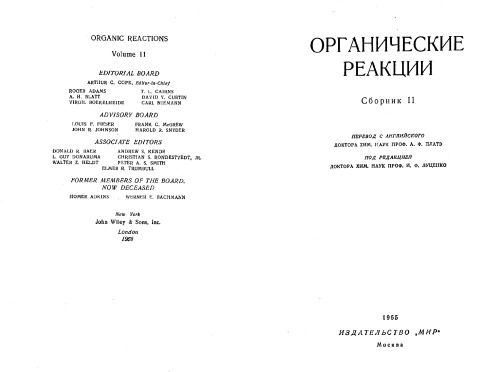 ORGANIC REACTIONS
Volume 11
EDITORIAL BOARD
ARTHUR C. COPE, Editor-in-Chief
ROGER ADAMS T. L. CAIRNS
A. H. BLATT DAVID Y. CURTIN
VIRGIL BOEKELHEIDE CARL NIEMANN
ADVISORY BOARD
LOUIS F. FIESER FRANK C. McGREW
JOHN R. JOHNSON HAROLD R. SNYDER
ASSOCIATE EDITORS
DONALD R. BAER ANDREW S. KENDE
L. GUY DONARUMA CHRISTIAN S. RONDESTVEDT, JR.
WALTER Z. HELDT PETER A. S. SMITH
ELMER R. TRUMBULL
FORMER MEMBERS OF THE BOARD,
NOW DECEASED
HOMER ADKINS WERNER E. BACHMANN
New York
John Wiley & Sons, Inc.
London
ОРГАНИЧЕСКИЕ
РЕАКЦИИ
Сборник 11
ПЕРЕВОД С АНГЛИЙСКОГО
ДОКТОРА ХИМ. НАУК ПРОФ. А. Ф. ПЛАТЭ
ПОД РЕДАКЦИЕЙ
ДОКТОРА ХИМ. НАУК ПРОФ. И. Ф. ЛУЦЕНКО
1965
ИЗДАТЕЛЬСТВО „МИР"
Москва